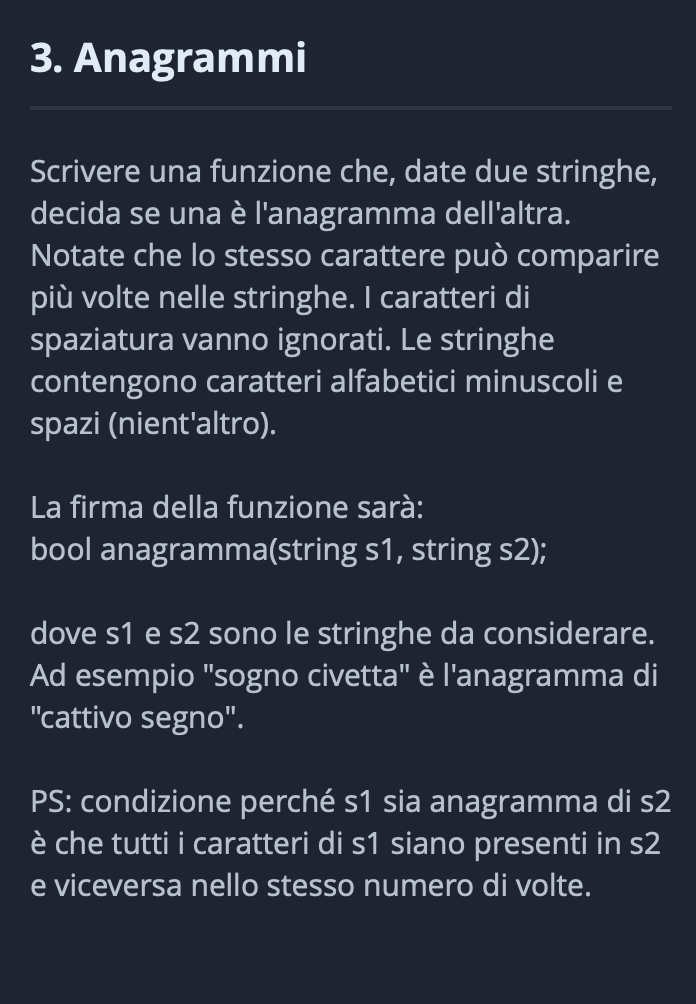 3. Anagrammi
Scrivere una funzione che, date due stringhe,
decida se una è l'anagramma dell'altra.
Notate che lo stesso carattere può comparire
più volte nelle stringhe. I caratteri di
spaziatura vanno ignorati. Le stringhe
contengono caratteri alfabetici minuscoli e
spazi (nient'altro).
La firma della funzione sarà:
bool anagramma(string s1, string s2);
dove s1 e s2 sono le stringhe da considerare.
Ad esempio "sogno civetta" è l'anagramma di
"cattivo segno".
PS: condizione perché s1 sia anagramma di s2
è che tutti i caratteri di s1 siano presenti in s2
e viceversa nello stesso numero di volte.